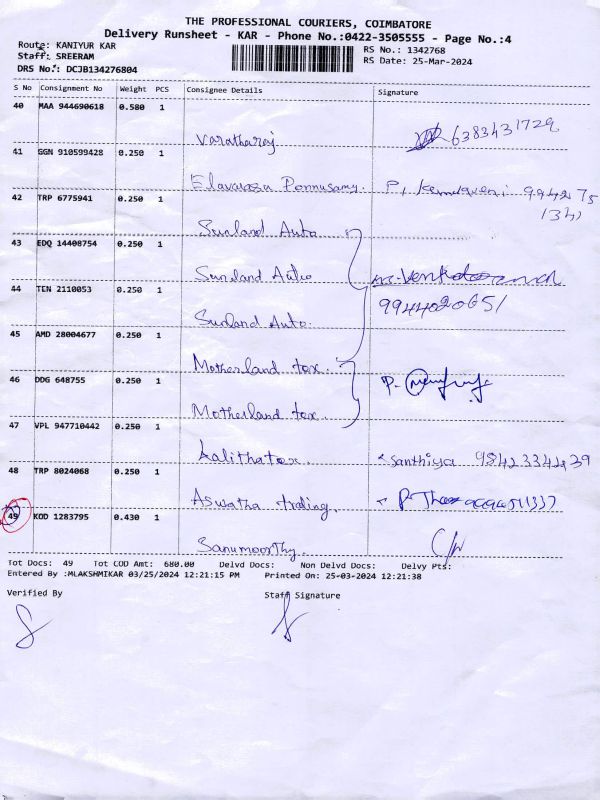 THE PROFESSIONAL COURIERS, COIMBATORE
Delivery Runsheet - KAR - Phone No.:0422-3505555 - Page No.:4
Route: KANIYUR KAR
RS No.: 1342768
Staff: SREERAM
RS Date: 25-Mar-2024
DRS No.: DCJB134276804
S No Consignment No Weight PCS Consignee Details Signature
40 MAA 944690618 0.580 1
Varatharaj 6383431729
41 GGN 910599428 0.250 1
Elavarasu Ponnusamy P, 994275
42 TRP 6775941 0.250 1
1341
Sunland Auto
43 EDQ 14408754 0.250 1
Sunland Auto
44 TEN 2110053 0.250 1
9944020651
Sunland Auto.
45 AMD 28004677 0.250 1
Motherland tex.
46 DDG 648755 0.250 1
P.
Motherland tex.
47 VPL 947710442 0.250 1
Lalithatex. Santhiya 9842334239
48 TRP 8024068 0.250 1
Aswatha trading.
49 KOD 1283795 0.430 1
Sanumoorthy.
Tot Docs: 49 Tot COD Amt: 680.00 Delvd Docs: Non Delvd Docs: Delvy Pts:
Entered By :MLAKSHMIKAR 03/25/2024 12:21:15 PM Printed On: 25-03-2024 12:21:38
Verified By Staff Signature